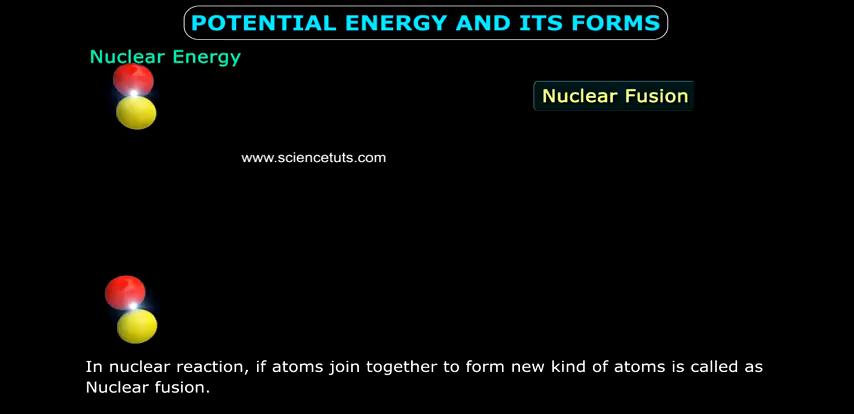 POTENTIAL ENERGY AND ITS FORMS
Nuclear Energy
Nuclear Fusion
www.sciencetuts.com
In nuclear reaction, if atoms join together to form new kind of atoms is called as
Nuclear fusion.